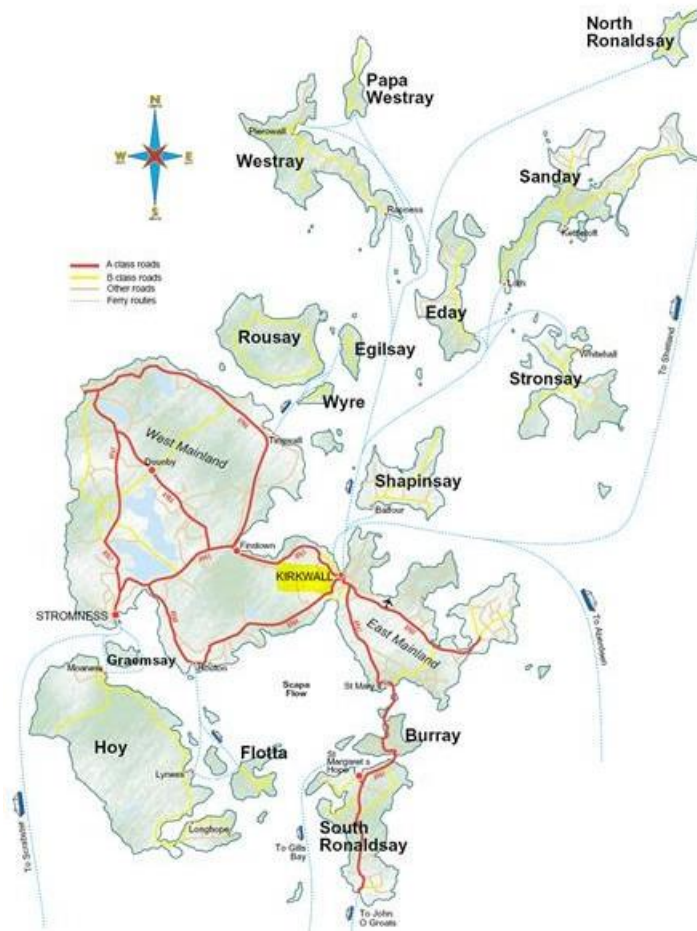 North
Ronaldsay
Papa
Westray
N
W
E
S
Pierowall
Westray
Sanday
Rapness
Kettletoft
A class roads
B class roads
Other roads
Ferry routes
Loth
Eday
Rousay
Egilsay
Whitehall
Stronsay
To Shetland
Wyre
Tingwall
West Mainland
Dounby
Shapinsay
Balfour
Finstown
KIRKWALL
STROMNESS
East Mainland
To Aberdeen
Graemsay
Houton
Moaness
Scapa
Flow
St Mary's
Burray
Hoy
Flotta
St
Margaret s
Hope
Lyness
South
Ronaldsay
Longhope
To Scrabster
To Gills
Bay
To John
O Groats